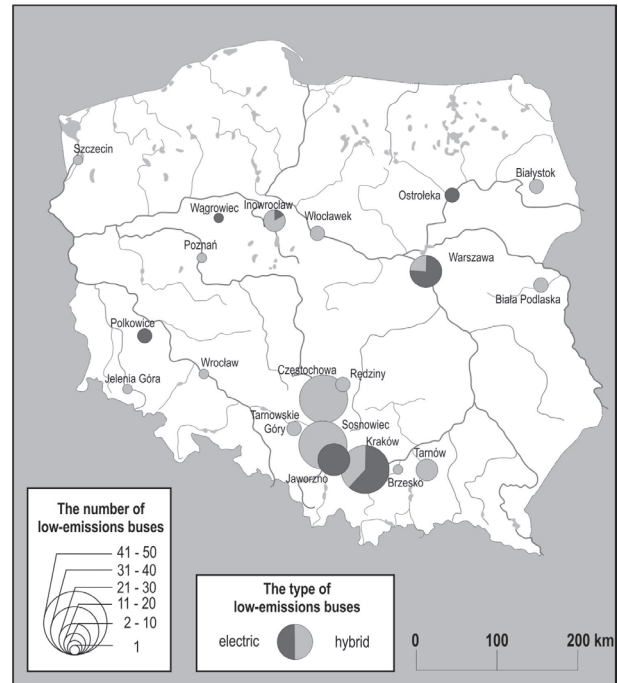 Szczecin
Białystok
Ostrołęka
Wągrowiec
Inowrocław
Włocławek
Poznań
Warszawa
Biała Podlaska
Polkowice
Wrocław
Częstochowa
Rędziny
Jelenia Góra
Tarnowskie
Góry
Sosnowiec
Kraków
Tarnów
Jaworzno
Brzesko
The number of
low-emissions buses
41 - 50
31 - 40
21 - 30
11 - 20
2 - 10
1
The type of
low-emissions buses
electric
hybrid
0
100
200 km